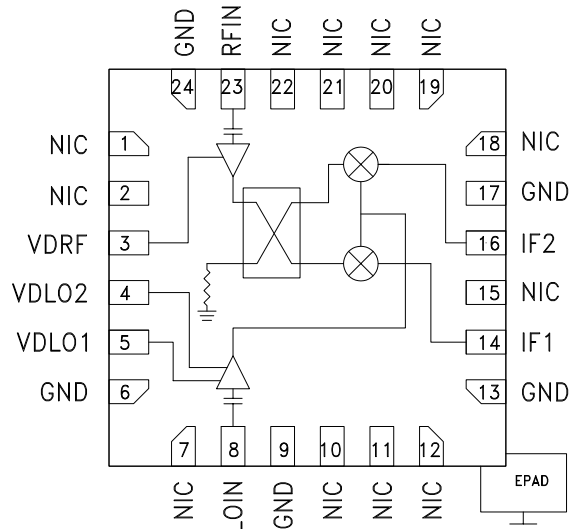 GND RFIN NIC NIC NIC NIC
24 23 22 21 20 19
NIC 1
NIC 2
VDRF 3
VDLO2 4
VDLO1 5
GND 6
18 NIC
17 GND
16 IF2
15 NIC
14 IF1
13 GND
7 8 9 10 11 12
NIC LOIN GND NIC NIC NIC
EPAD